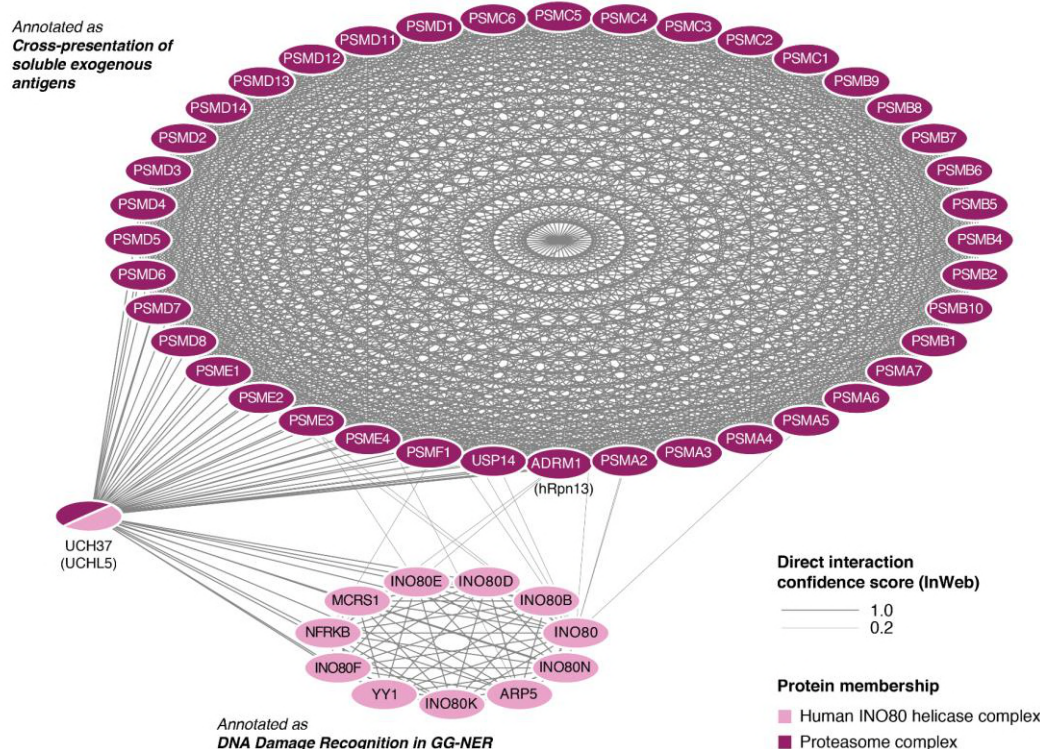 Annotated as
Cross-presentation of
soluble exogenous
antigens
PSMC5
PSMC4
PSMC3
PSMC2
PSMC1
PSMB9
PSMB8
PSMB7
PSMB6
PSMB5
PSMB4
PSMB2
PSMB10
PSMB1
PSMA7
PSMA6
PSMA5
PSMA4
PSMA3
PSMA2
ADRM1
(hRpn13)
USP14
PSMF1
PSME4
PSME3
PSME2
PSME1
PSMD8
PSMD7
PSMD6
PSMD5
PSMD4
PSMD3
PSMD2
PSMD14
PSMD13
PSMD12
PSMD11
PSMD1
PSMC6
UCH37
(UCHL5)
INO80E
INO80D
INO80B
INO80
INO80N
ARP5
INO80K
YY1
INO80F
NFRKB
MCRS1
Annotated as
DNA Damage Recognition in GG-NER
Direct interaction
confidence score (InWeb)
1.0
0.2
Protein membership
Human INO80 helicase complex
Proteasome complex